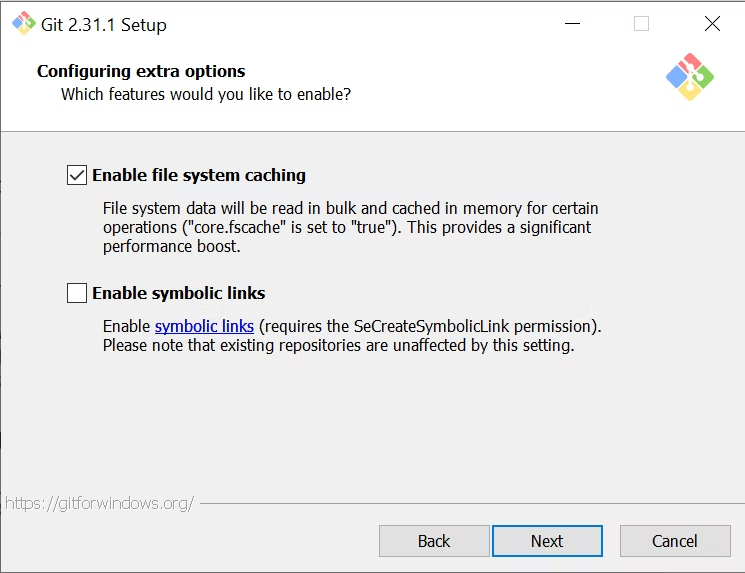 Git 2.31.1 Setup
Configuring extra options
Which features would you like to enable?
Enable file system caching
File system data will be read in bulk and cached in memory for certain
operations ("core.fscache" is set to "true"). This provides a significant
performance boost.
Enable symbolic links
Enable symbolic links (requires the SeCreateSymbolicLink permission).
Please note that existing repositories are unaffected by this setting.
https://gitforwindows.org/
Back Next Cancel